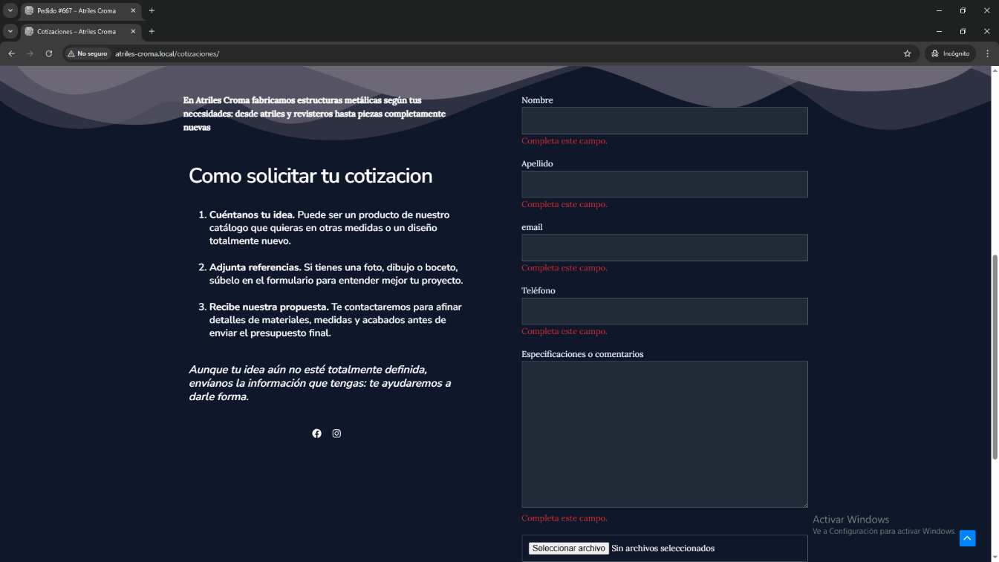 Pedido #667 – Atriles Croma
Cotizaciones – Atriles Croma
No seguro
atriles-croma.local/cotizaciones/
Incógnito
En Atriles Croma fabricamos estructuras metálicas según tus
necesidades: desde atriles y revisteros hasta piezas completamente
nuevas
Como solicitar tu cotizacion
1. Cuéntanos tu idea. Puede ser un producto de nuestro
catálogo que quieras en otras medidas o un diseño
totalmente nuevo.
2. Adjunta referencias. Si tienes una foto, dibujo o boceto,
súbelo en el formulario para entender mejor tu proyecto.
3. Recibe nuestra propuesta. Te contactaremos para afinar
detalles de materiales, medidas y acabados antes de
enviar el presupuesto final.
Aunque tu idea aún no esté totalmente definida,
envíanos la información que tengas: te ayudaremos a
darle forma.
Nombre
Completa este campo.
Apellido
Completa este campo.
email
Completa este campo.
Teléfono
Completa este campo.
Especificaciones o comentarios
Completa este campo.
Seleccionar archivo Sin archivos seleccionados
Activar Windows
Ve a Configuración para activar Windows.